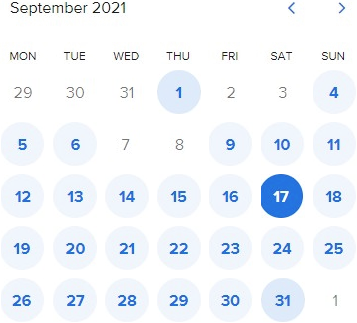 September 2021
MON TUE WED THU FRI SAT SUN
29 30 31 1 2 3 4
5 6 7 8 9 10 11
12 13 14 15 16 17 18
19 20 21 22 23 24 25
26 27 28 29 30 31 1